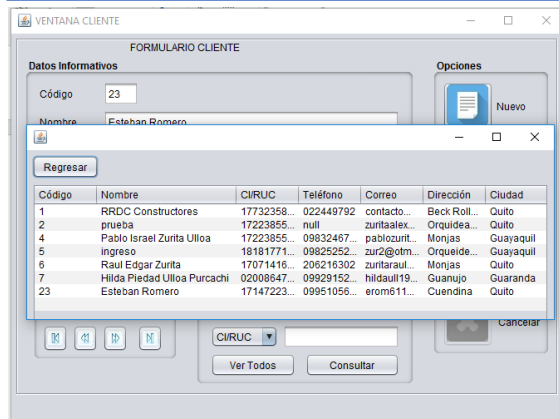 VENTANA CLIENTE
FORMULARIO CLIENTE
Datos Informativos
Opciones
Código 23
Nuevo
Nombre Esteban Romero
Regresar
Código Nombre CI/RUC Teléfono Correo Dirección Ciudad
1 RRDC Constructores 17732358... 022449792 contacto... Beck Roll... Quito
2 prueba 17223855... null zuritaalex... Orquidea... Quito
4 Pablo Israel Zurita Ulloa 17223855... 09832467... pablozurit... Monjas Guayaquil
5 ingreso 18181771... 09825252... zur2@otm... Orqueide... Guayaquil
6 Raul Edgar Zurita 17071416... 206216302 zuritaraul... Monjas Quito
7 Hilda Piedad Ulloa Purcachi 02008647... 09929152... hildaull19... Guanujo Guaranda
23 Esteban Romero 17147223... 09951056... erom611... Cuendina Quito
Cancelar
CI/RUC
Ver Todos Consultar